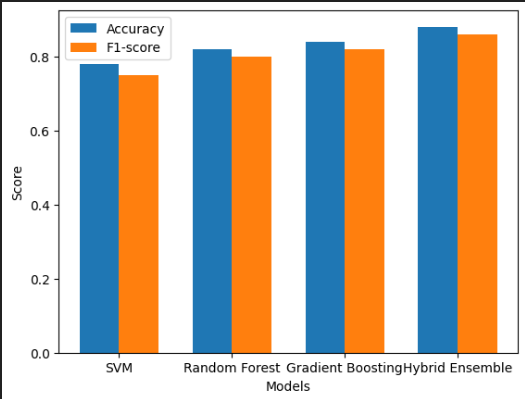 Accuracy
F1-score
0.8
0.6
0.4
0.2
0.0
Score
SVM Random Forest Gradient Boosting Hybrid Ensemble
Models